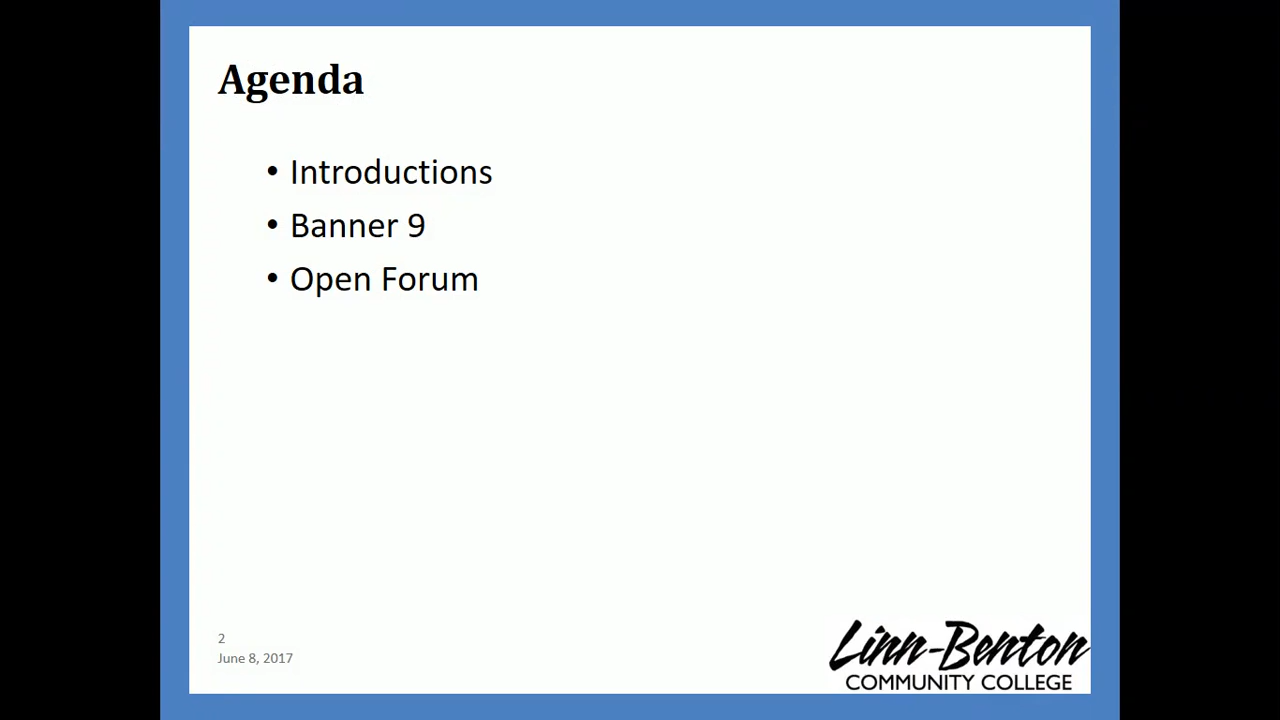 Agenda
• Introductions
• Banner 9
• Open Forum
2
June 8, 2017
Linn-Benton
COMMUNITY COLLEGE